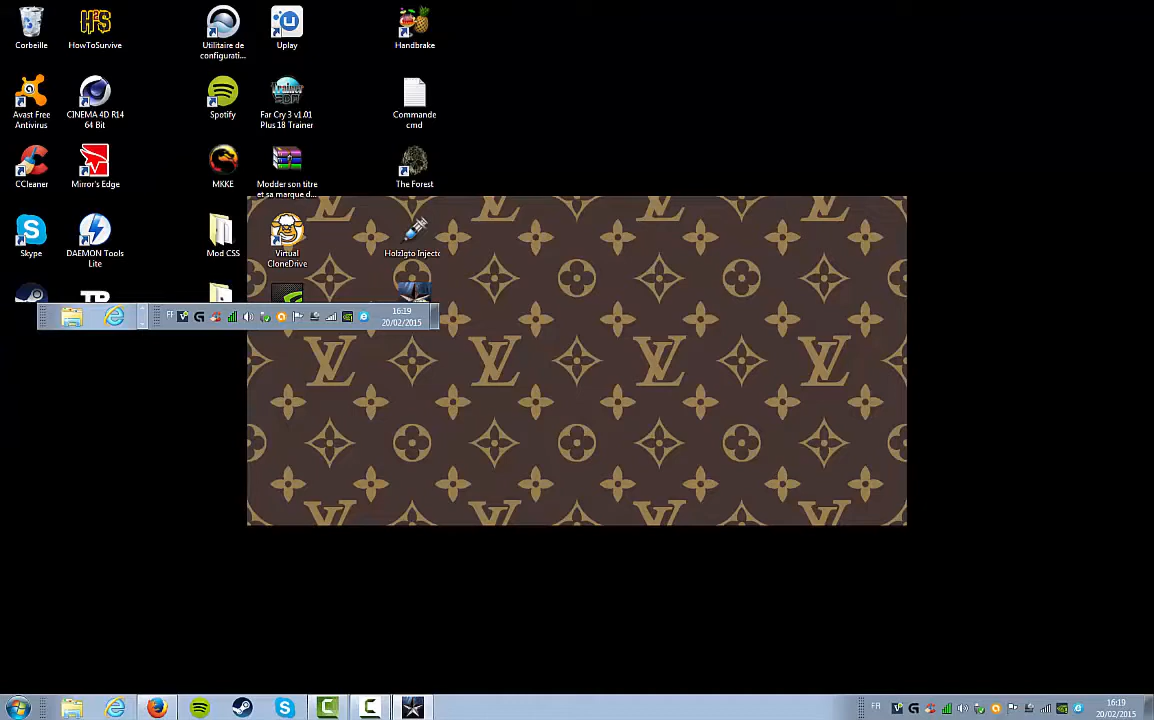 Corbeille
HowToSurvive
Utilitaire de
configurati...
Uplay
Handbrake
Avast Free
Antivirus
CINEMA 4D R14
64 Bit
Spotify
Far Cry 3 v1.01
Plus 18 Trainer
Commande
cmd
CCleaner
Mirror's Edge
MKKE
Modder son titre
et sa marque d...
The Forest
Skype
DAEMON Tools
Lite
Mod CSS
Virtual
CloneDrive
HolzIgto Injecto
FR
16:19
20/02/2015
FR
16:19
20/02/2015